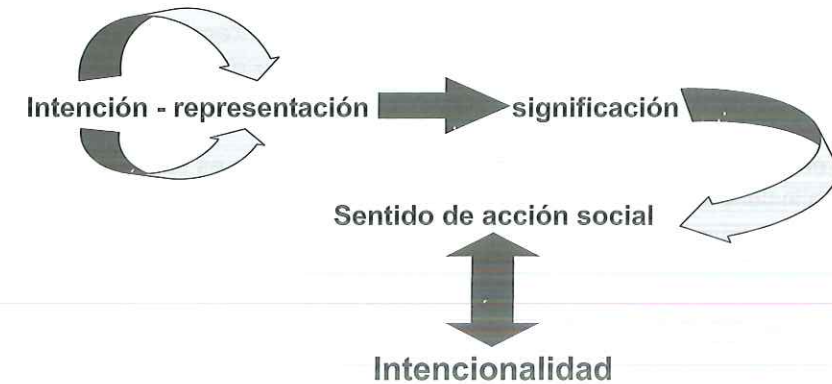 Intención - representación significación
Sentido de acción social
Intencionalidad